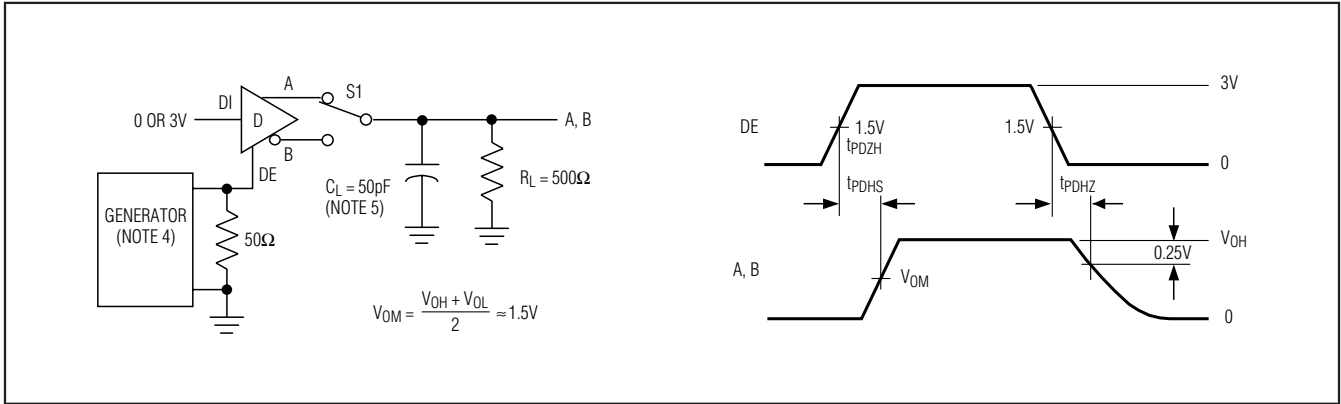 A
S1
DI
D
0 OR 3V
A, B
B
DE
GENERATOR
(NOTE 4)
50Ω
C_L = 50pF
(NOTE 5)
R_L = 500Ω
V_OM = (V_OH + V_OL) / 2 ≈ 1.5V
3V
DE
1.5V
1.5V
t_PDZH
0
t_PDHS
t_PDHZ
V_OH
0.25V
A, B
V_OM
0